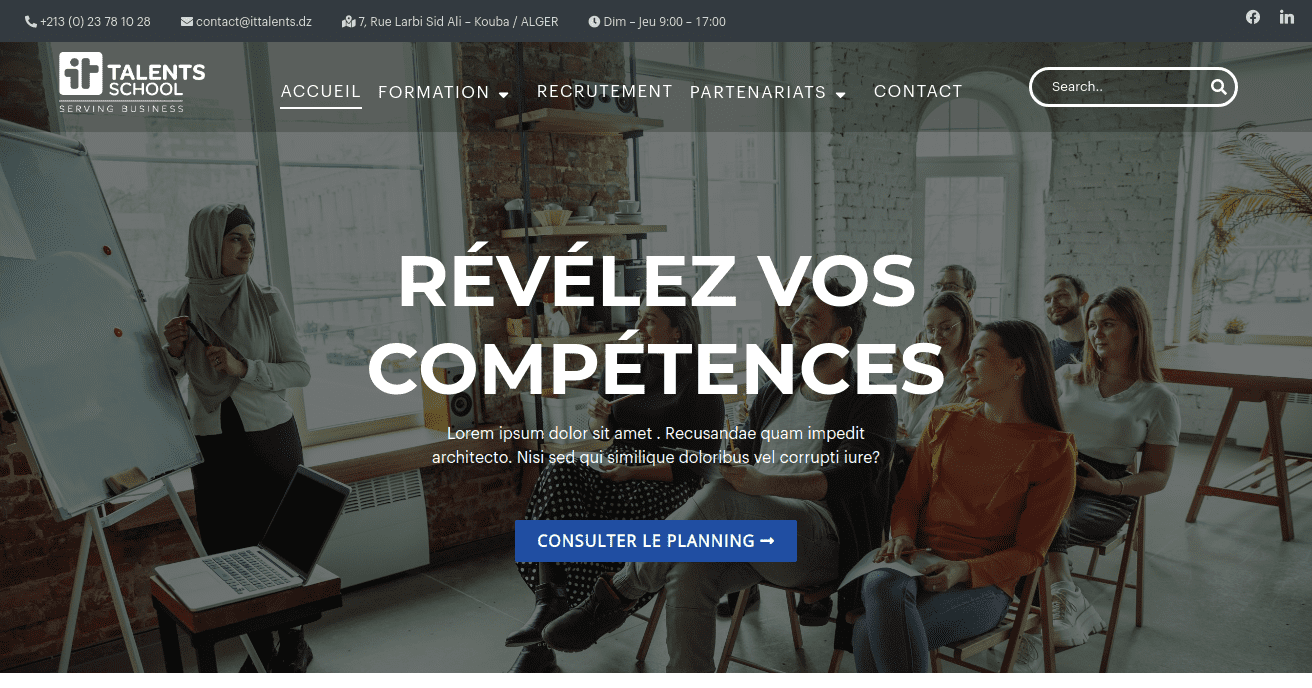 +213 (0) 23 78 10 28 contact@ittalents.dz 7, Rue Larbi Sid Ali – Kouba / ALGER Dim – Jeu 9:00 – 17:00
it TALENTS
SCHOOL
SERVING BUSINESS
ACCUEIL FORMATION RECRUTEMENT PARTENARIATS CONTACT
Search..
RÉVÉLEZ VOS
COMPÉTENCES
Lorem ipsum dolor sit amet . Recusandae quam impedit
architecto. Nisi sed qui similique doloribus vel corrupti iure?
CONSULTER LE PLANNING